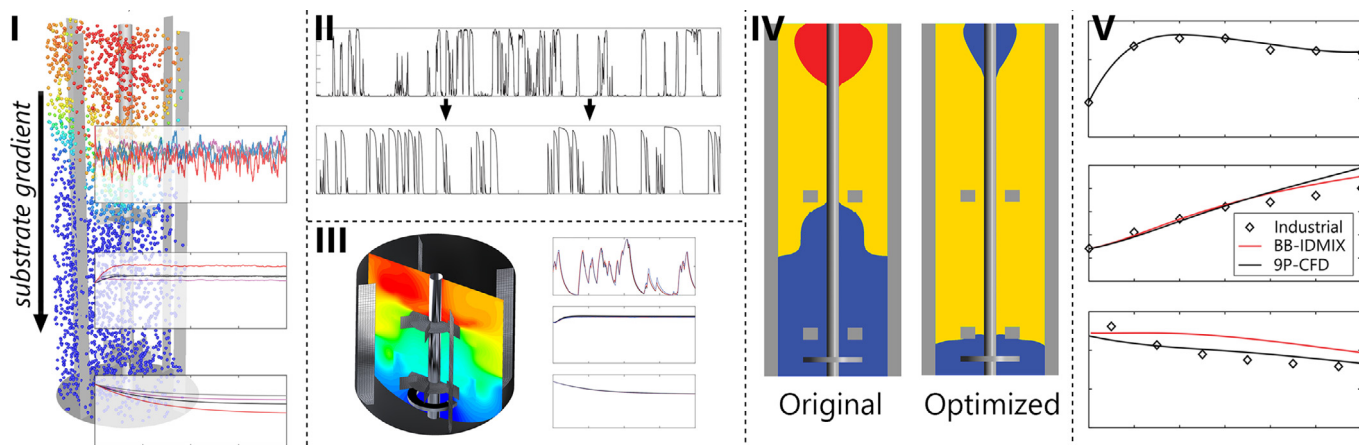 I
substrate gradient
II
III
IV
Original
Optimized
V
Industrial
BB-IDMIX
9P-CFD